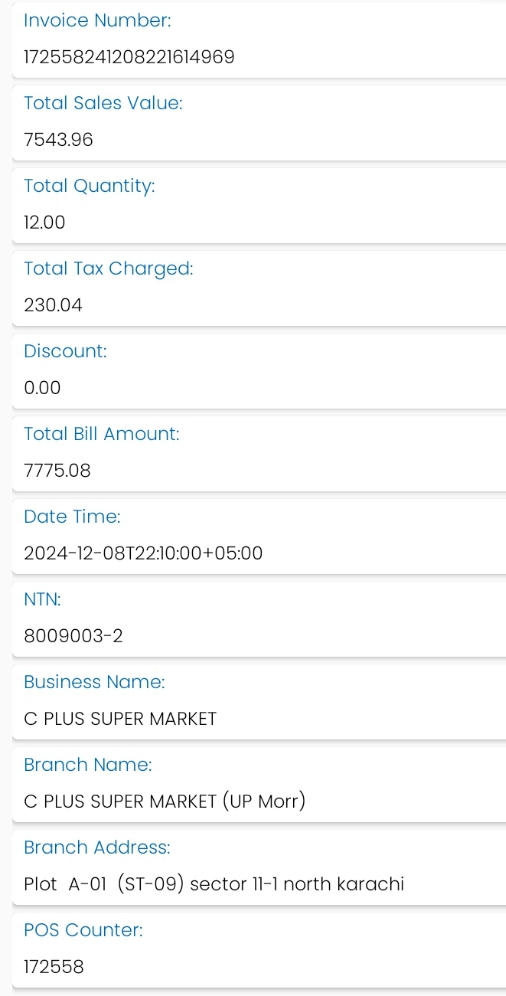 Invoice Number:
172558241208221614969
Total Sales Value:
7543.96
Total Quantity:
12.00
Total Tax Charged:
230.04
Discount:
0.00
Total Bill Amount:
7775.08
Date Time:
2024-12-08T22:10:00+05:00
NTN:
8009003-2
Business Name:
C PLUS SUPER MARKET
Branch Name:
C PLUS SUPER MARKET (UP Morr)
Branch Address:
Plot  A-01  (ST-09) sector 11-1 north karachi
POS Counter:
172558